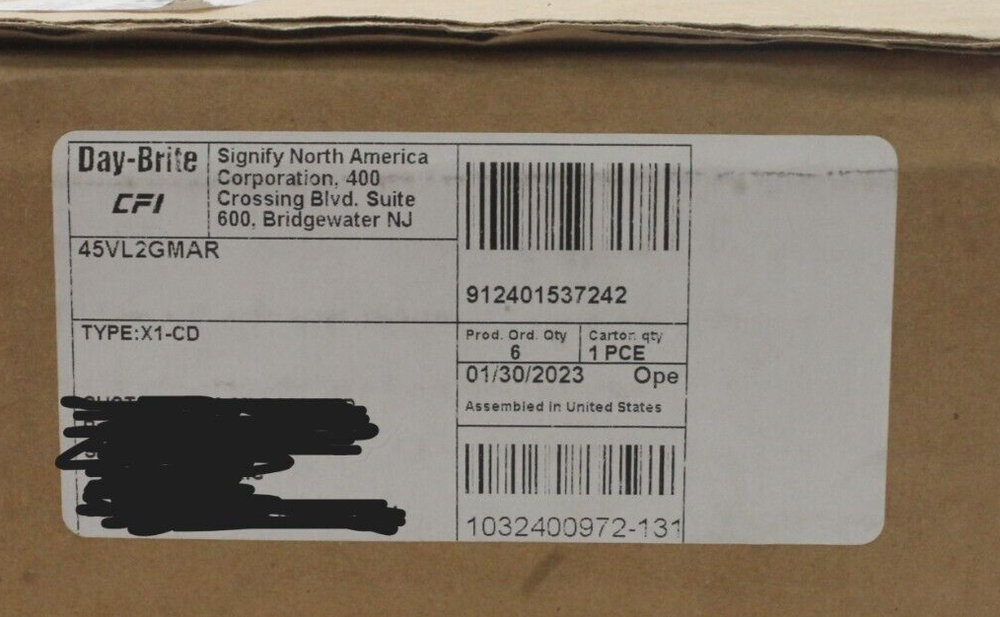 Day-Brite
CFI
Signify North America
Corporation, 400
Crossing Blvd. Suite
600, Bridgewater NJ
45VL2GMAR
912401537242
TYPE:X1-CD
Prod. Ord. Qty
6
Carton qty
1 PCE
01/30/2023 Ope
Assembled in United States
1032400972-131